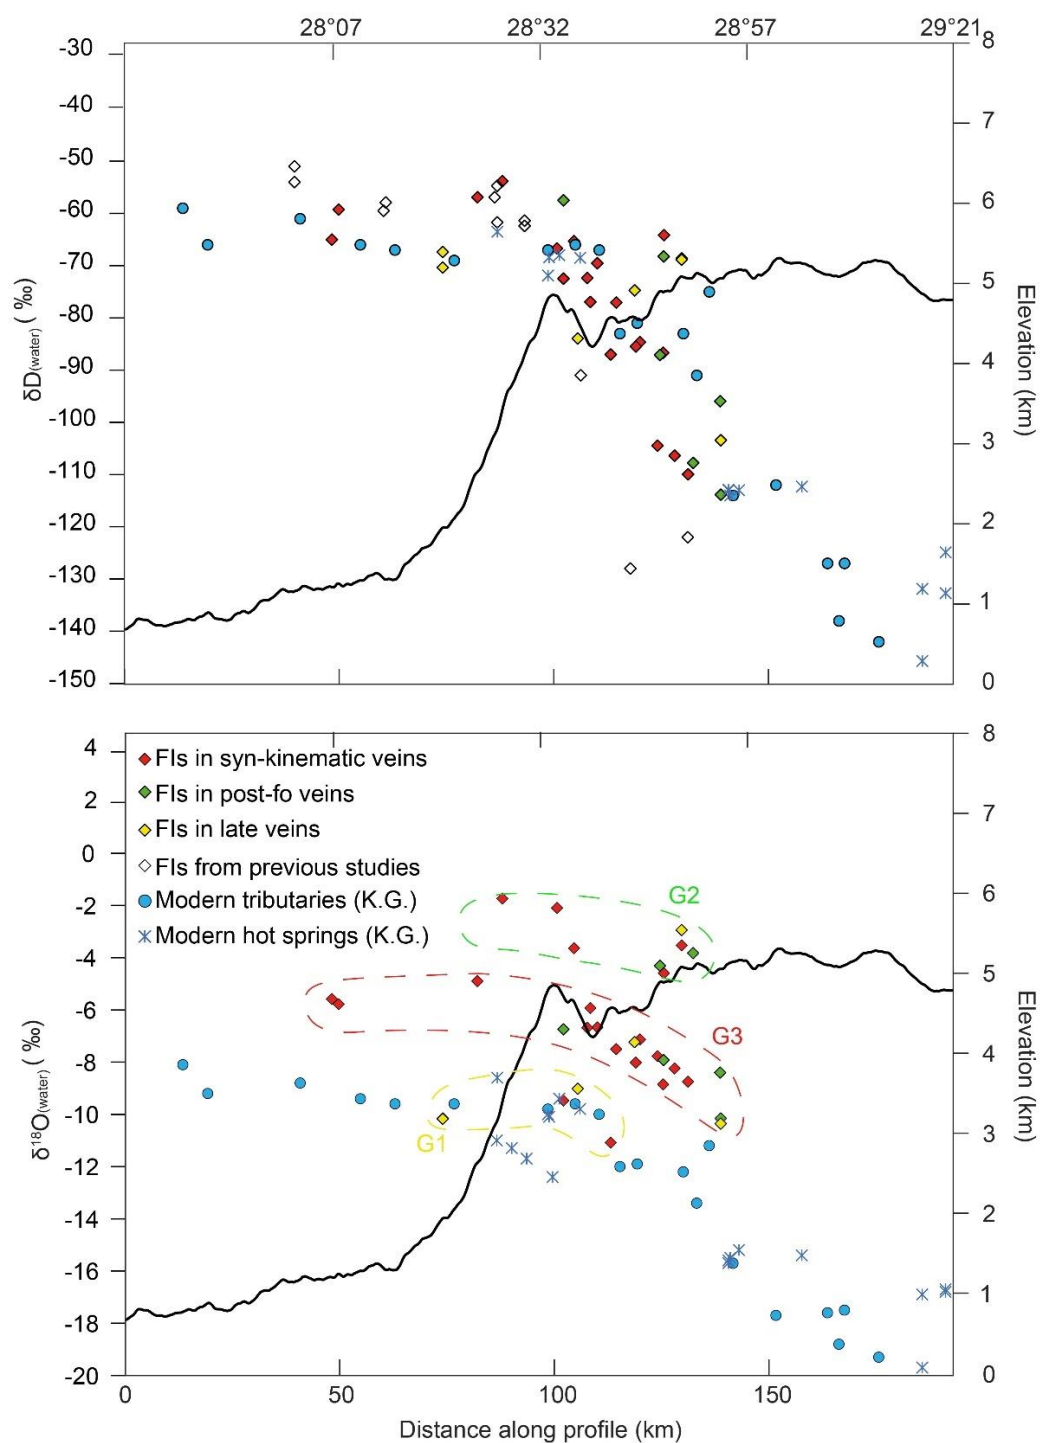 28°07 28°32 28°57 29°21
-30
-40
-50
-60
-70
-80
-90
-100
-110
-120
-130
-140
-150
δD(water) ( ‰)
8
7
6
5
4
3
2
1
0
Elevation (km)
4
2
0
-2
-4
-6
-8
-10
-12
-14
-16
-18
-20
δ18O(water) ( ‰)
FIs in syn-kinematic veins
FIs in post-fo veins
FIs in late veins
FIs from previous studies
Modern tributaries (K.G.)
Modern hot springs (K.G.)
G2
G3
G1
8
7
6
5
4
3
2
1
0
Elevation (km)
0 50 100 150
Distance along profile (km)